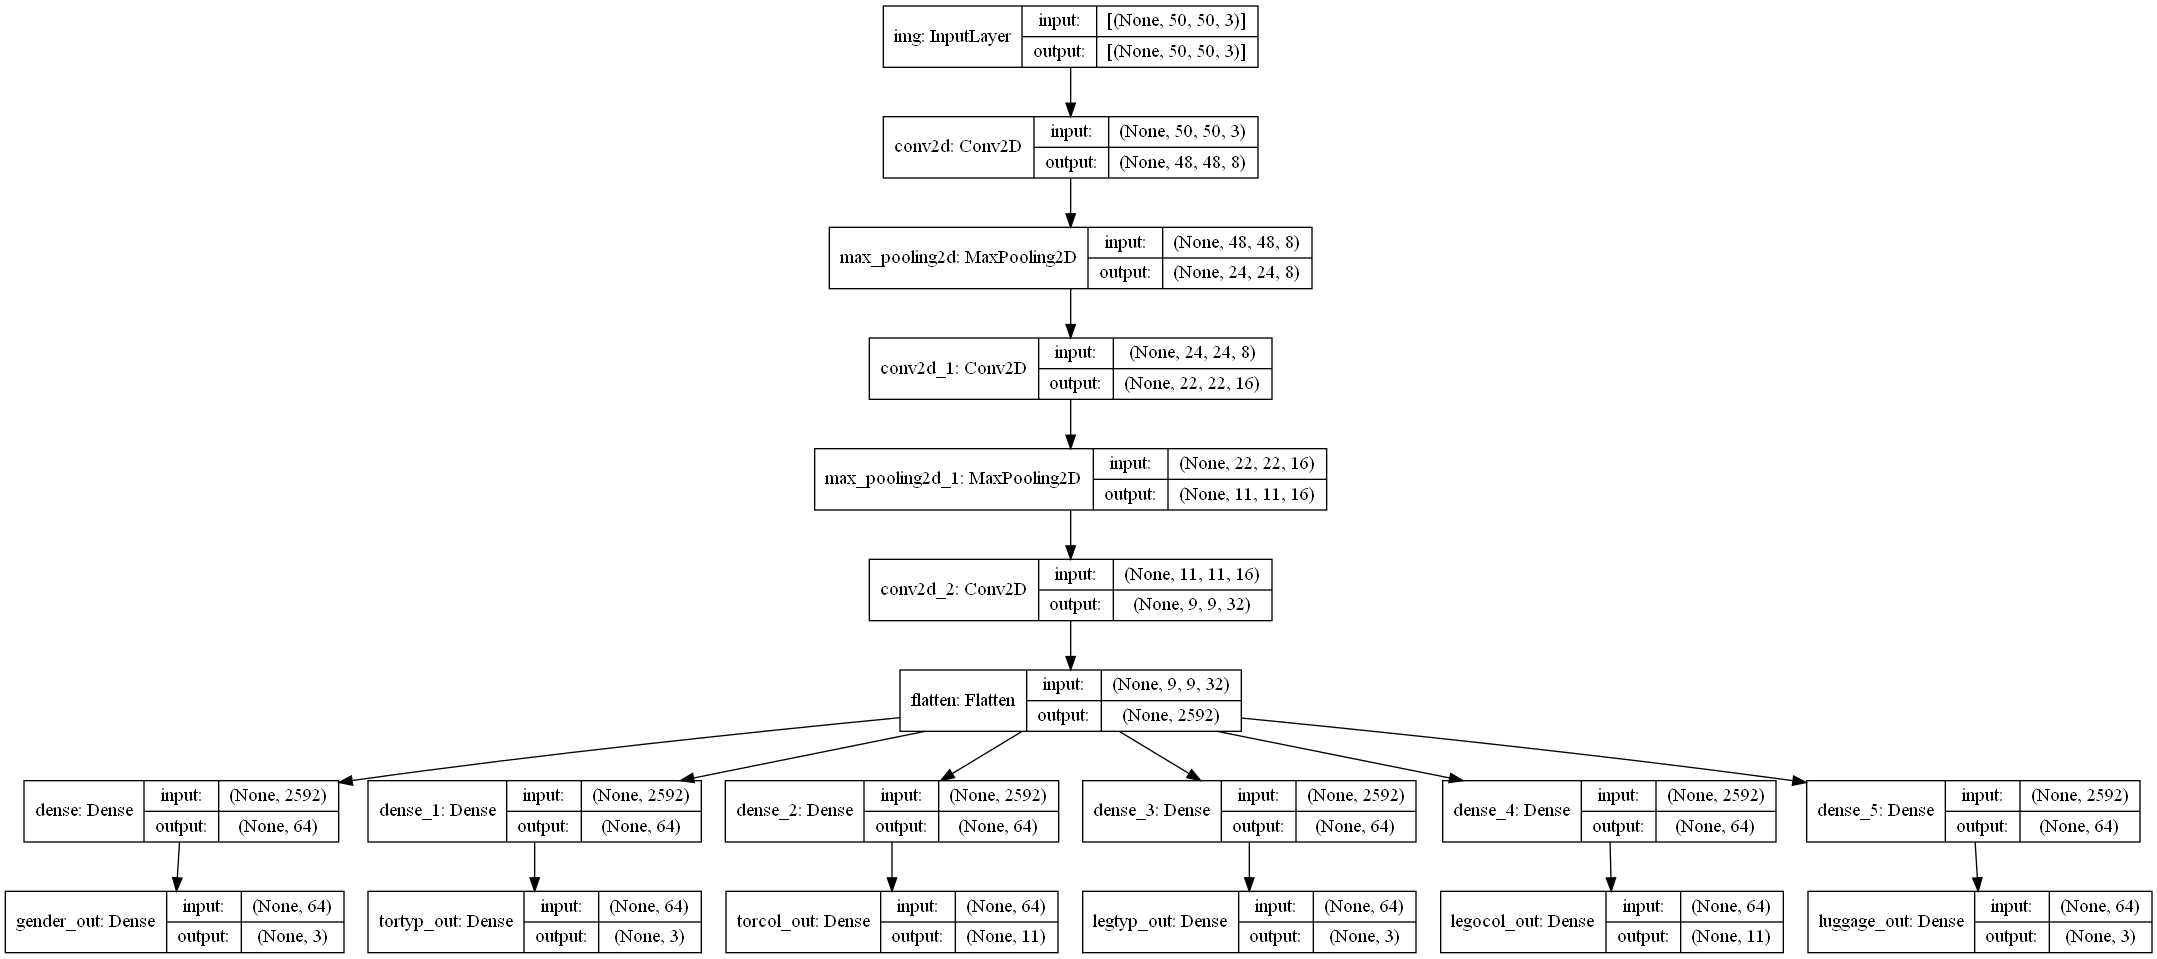 img: InputLayer
input: [(None, 50, 50, 3)]
output: [(None, 50, 50, 3)]
conv2d: Conv2D
input: (None, 50, 50, 3)
output: (None, 48, 48, 8)
max_pooling2d: MaxPooling2D
input: (None, 48, 48, 8)
output: (None, 24, 24, 8)
conv2d_1: Conv2D
input: (None, 24, 24, 8)
output: (None, 22, 22, 16)
max_pooling2d_1: MaxPooling2D
input: (None, 22, 22, 16)
output: (None, 11, 11, 16)
conv2d_2: Conv2D
input: (None, 11, 11, 16)
output: (None, 9, 9, 32)
flatten: Flatten
input: (None, 9, 9, 32)
output: (None, 2592)
dense: Dense
input: (None, 2592)
output: (None, 64)
dense_1: Dense
input: (None, 2592)
output: (None, 64)
dense_2: Dense
input: (None, 2592)
output: (None, 64)
dense_3: Dense
input: (None, 2592)
output: (None, 64)
dense_4: Dense
input: (None, 2592)
output: (None, 64)
dense_5: Dense
input: (None, 2592)
output: (None, 64)
gender_out: Dense
input: (None, 64)
output: (None, 3)
tortyp_out: Dense
input: (None, 64)
output: (None, 3)
torcol_out: Dense
input: (None, 64)
output: (None, 11)
legtyp_out: Dense
input: (None, 64)
output: (None, 3)
legocol_out: Dense
input: (None, 64)
output: (None, 11)
luggage_out: Dense
input: (None, 64)
output: (None, 3)